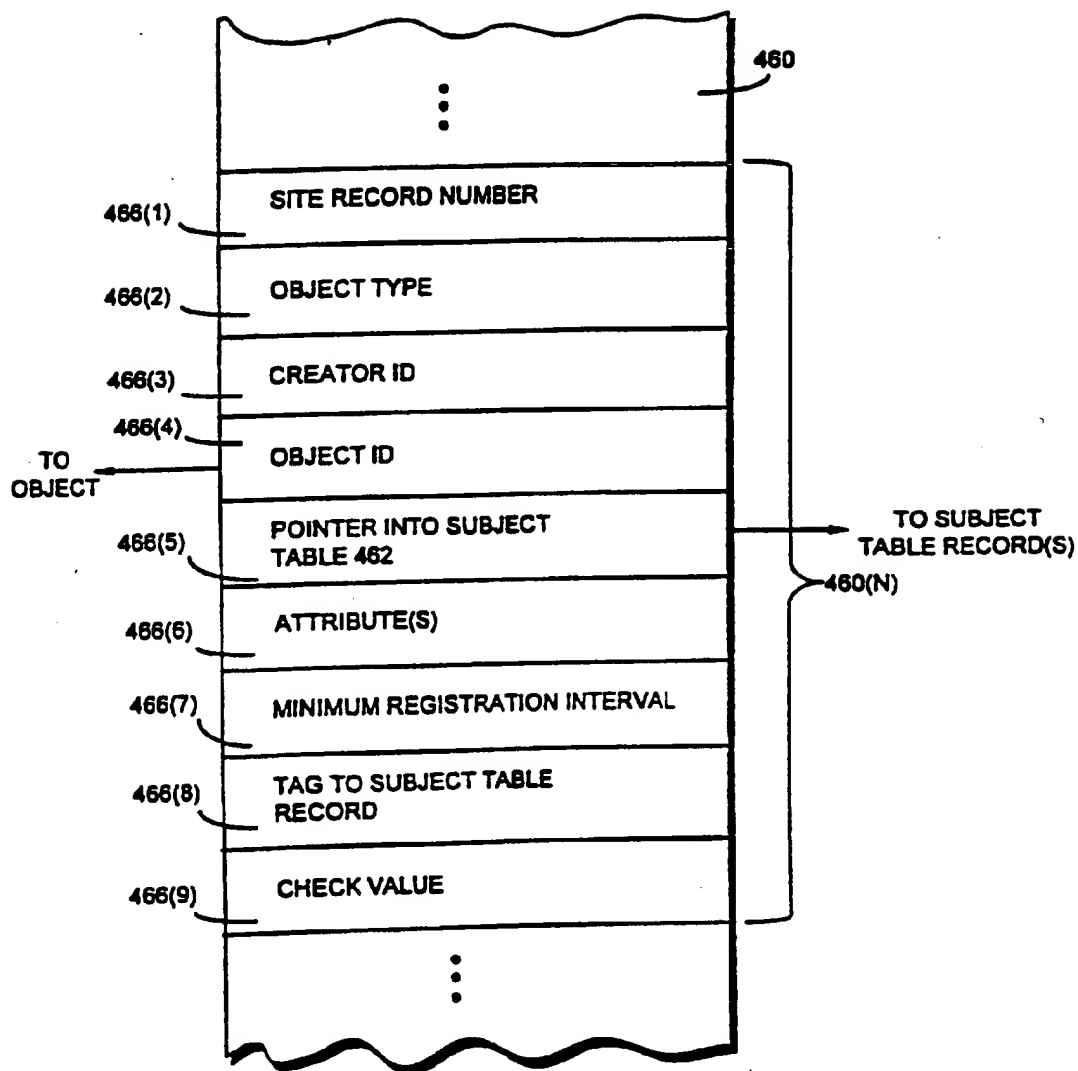 460
466(1)
SITE RECORD NUMBER
466(2)
OBJECT TYPE
466(3)
CREATOR ID
466(4)
OBJECT ID
TO
OBJECT
466(5)
POINTER INTO SUBJECT
TABLE 462
TO SUBJECT
TABLE RECORD(S)
460(N)
466(6)
ATTRIBUTE(S)
466(7)
MINIMUM REGISTRATION INTERVAL
466(8)
TAG TO SUBJECT TABLE
RECORD
466(9)
CHECK VALUE